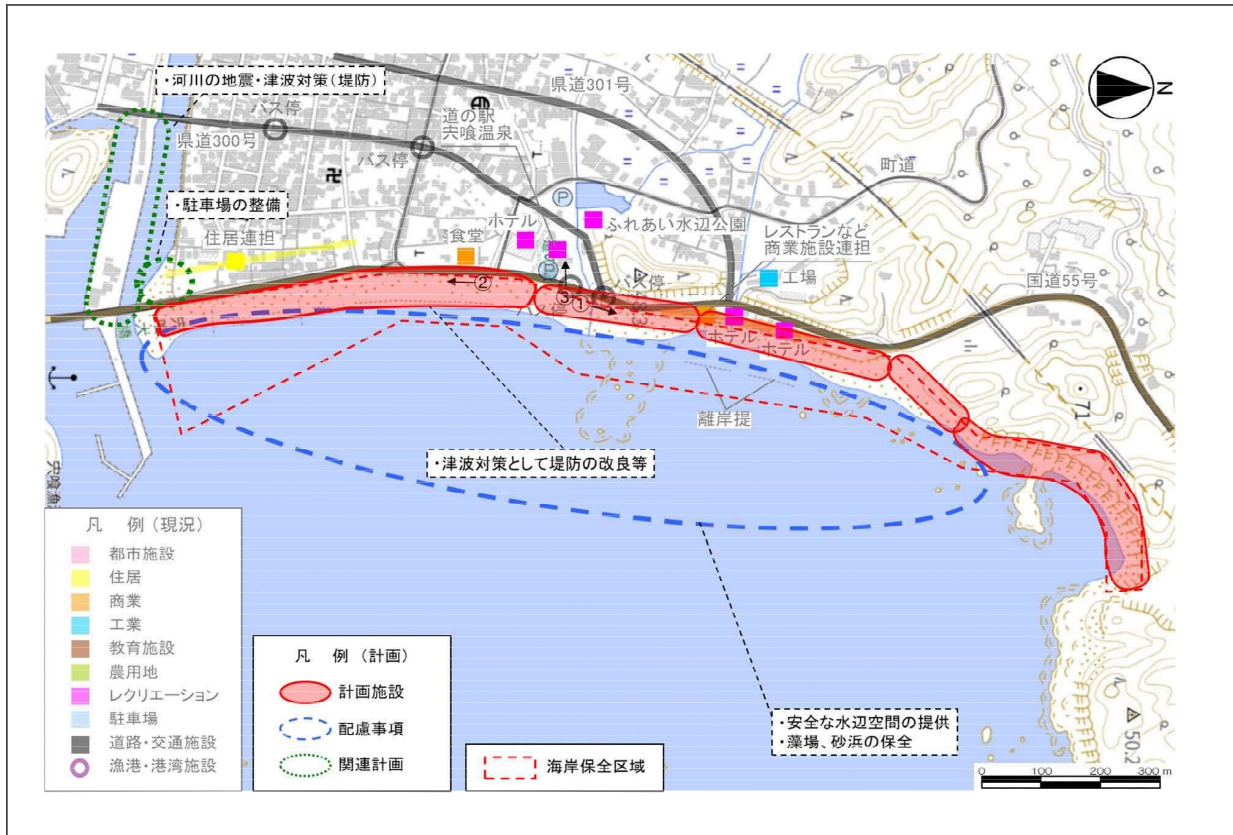 ・河川の地震・津波対策（堤防）
県道301号
N
バス停
県道300号
道の駅
宍喰温泉
バス停
町道
・駐車場の整備
P
住居連担
食堂
ホテル
ふれあい水辺公園
レストランなど
商業施設連担
工場
P
バス停
国道55号
②
③
①
ホテル
ホテル
離岸提
71
・津波対策として堤防の改良等
凡　例（現況）
都市施設
住居
商業
工業
教育施設
農用地
レクリエーション
駐車場
道路・交通施設
漁港・港湾施設
凡　例（計画）
計画施設
配慮事項
関連計画
海岸保全区域
・安全な水辺空間の提供
・藻場、砂浜の保全
50.2
0 100 200 300 m